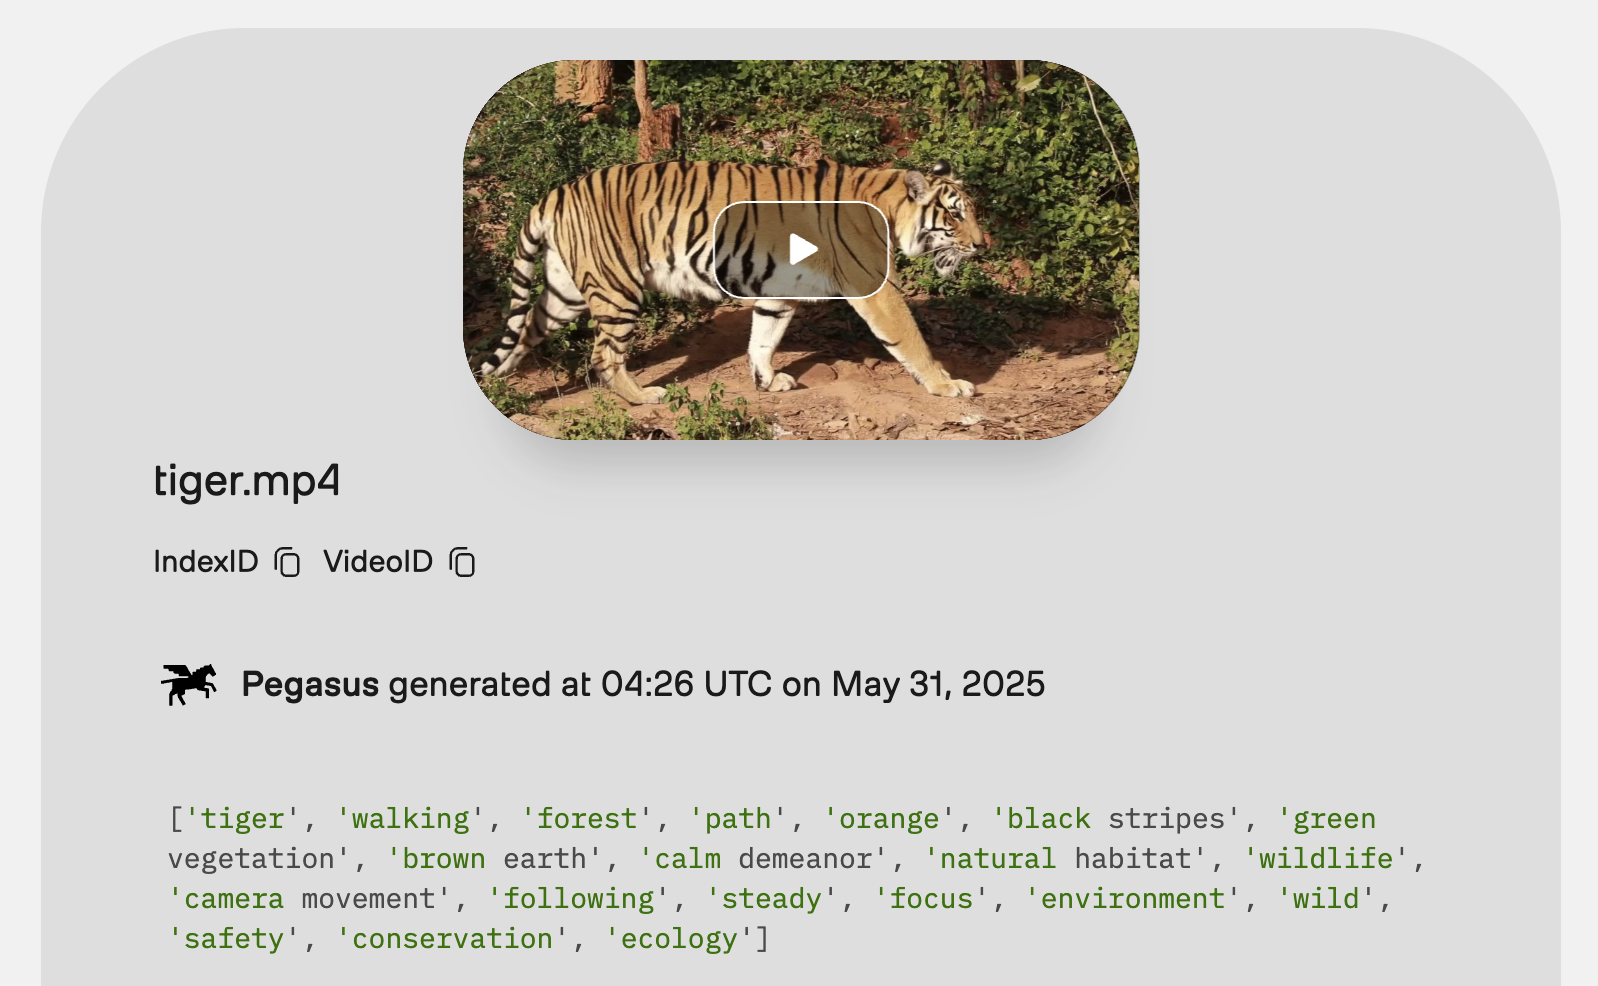 tiger.mp4
IndexID VideoID
Pegasus generated at 04:26 UTC on May 31, 2025
['tiger', 'walking', 'forest', 'path', 'orange', 'black stripes', 'green
vegetation', 'brown earth', 'calm demeanor', 'natural habitat', 'wildlife',
'camera movement', 'following', 'steady', 'focus', 'environment', 'wild',
'safety', 'conservation', 'ecology']